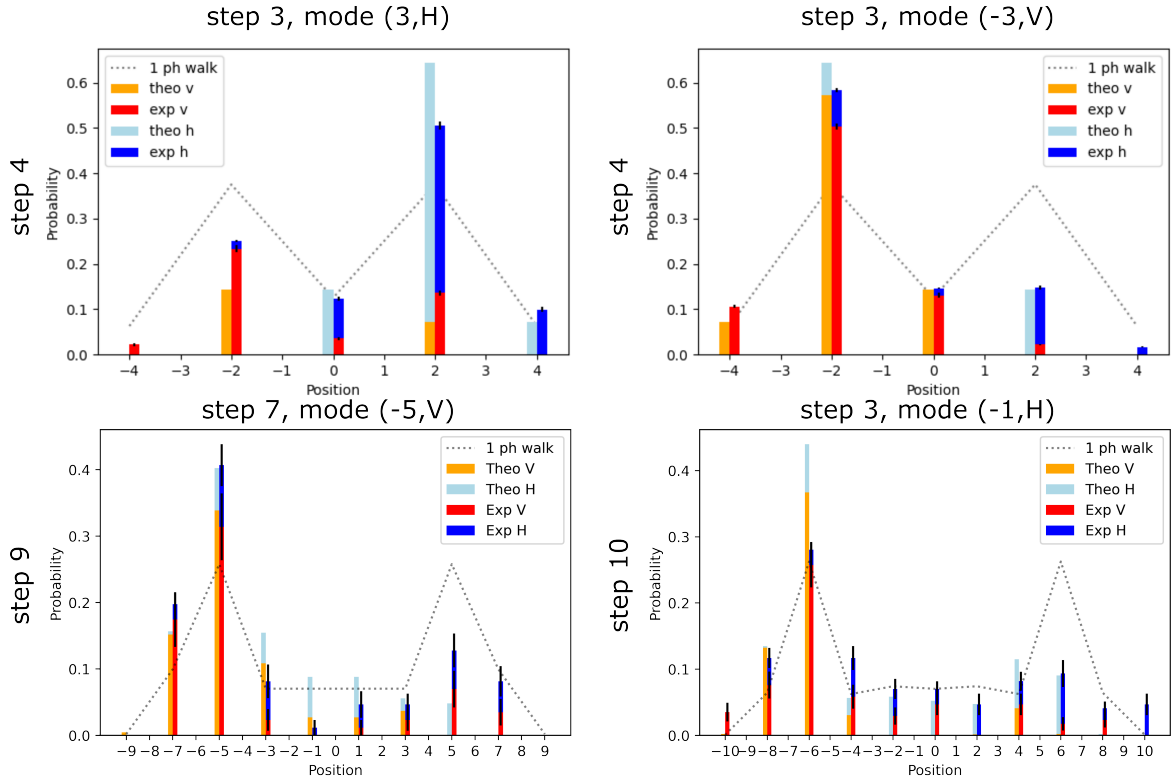 step 3, mode (3,H)
step 4
Probability
0.6
0.5
0.4
0.3
0.2
0.1
0.0
1 ph walk
theo v
exp v
theo h
exp h
−4 −3 −2 −1 0 1 2 3 4
Position
step 3, mode (-3,V)
step 4
Probability
0.6
0.5
0.4
0.3
0.2
0.1
0.0
1 ph walk
theo v
exp v
theo h
exp h
−4 −3 −2 −1 0 1 2 3 4
Position
step 7, mode (-5,V)
step 9
Probability
0.4
0.3
0.2
0.1
0.0
1 ph walk
Theo V
Theo H
Exp V
Exp H
−9 −8 −7 −6 −5 −4 −3 −2 −1 0 1 2 3 4 5 6 7 8 9
Position
step 3, mode (-1,H)
step 10
Probability
0.4
0.3
0.2
0.1
0.0
1 ph walk
Theo V
Theo H
Exp V
Exp H
−10 −9 −8 −7 −6 −5 −4 −3 −2 −1 0 1 2 3 4 5 6 7 8 9 10
Position